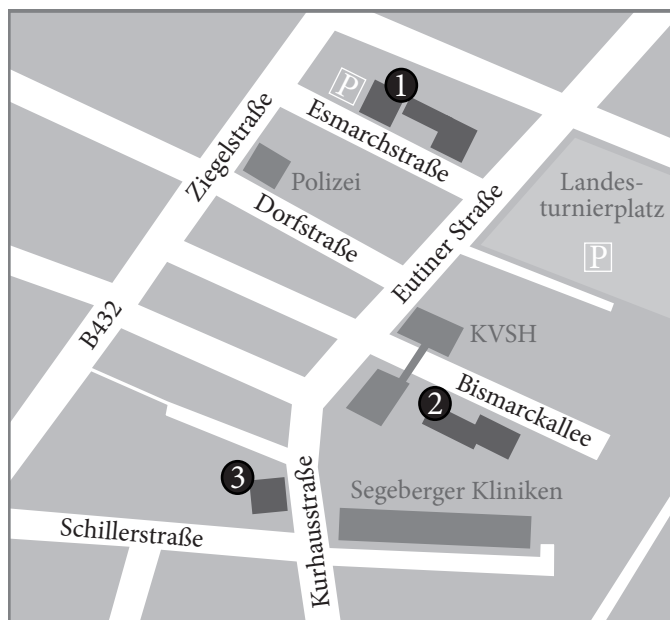 1
P
Esmarchstraße
Ziegelstraße
Polizei
Dorfstraße
Landes-
turnierplatz
P
Eutiner Straße
B432
KVSH
Bismarckallee
2
3
Segeberger Kliniken
Schillerstraße
Kurhausstraße